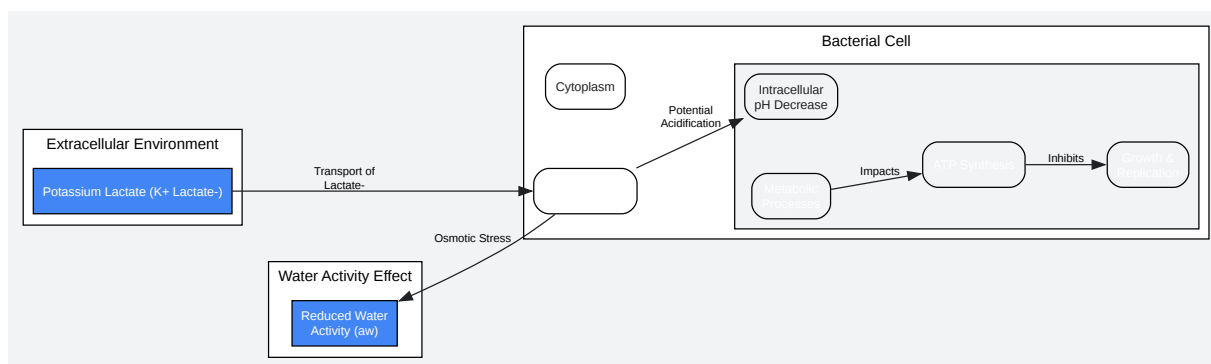 Bacterial Cell
Cytoplasm
Intracellular
pH Decrease
Potential
Acidification
Extracellular Environment
Potassium Lactate (K+ Lactate-)
Transport of
Lactate-
ATP Synthesis
Inhibits
Growth &
Replication
Impacts
Metabolic
Processes
Osmotic Stress
Water Activity Effect
Reduced Water
Activity (aw)